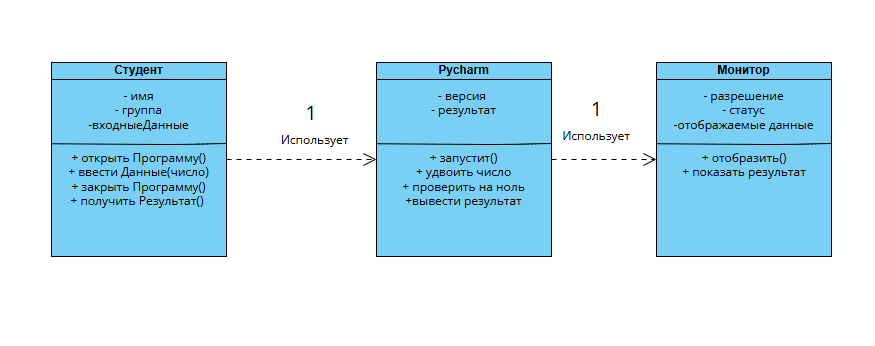 Студент
- имя
- группа
-входныеДанные
+ открыть Программу()
+ ввести Данные(число)
+ закрыть Программу()
+ получить Результат()
1
Использует
Pycharm
- версия
- результат
+ запустит()
+ удвоить число
+ проверить на ноль
+вывести результат
1
Использует
Монитор
- разрешение
- статус
-отображаемые данные
+ отобразить()
+ показать результат